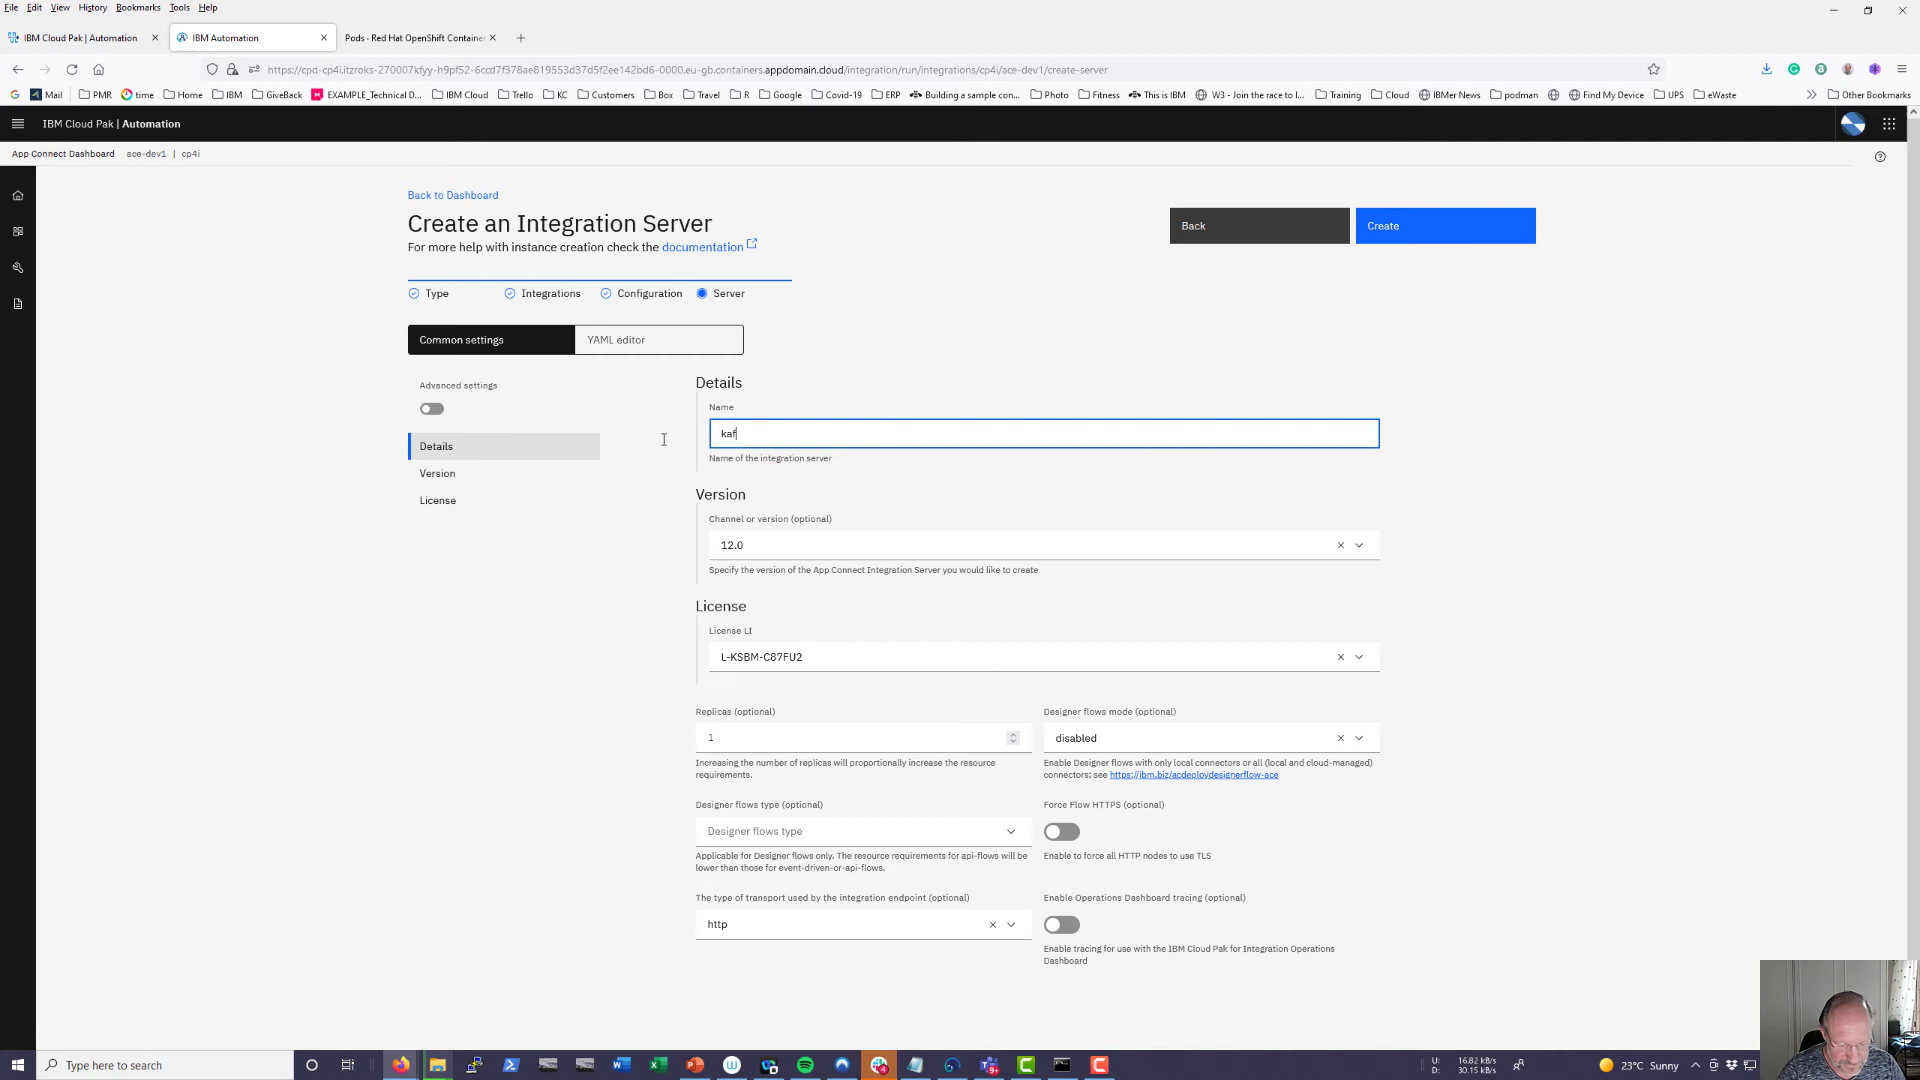 File Edit View History Bookmarks Tools Help
IBM Cloud Pak | Automation IBM Automation Pods · Red Hat OpenShift Container
https://cpd-cp4i.itzroks-270007kfyy-h9pf52-6ccd7f378ae819553d37d5f2ee142bd6-0000.eu-gb.containers.appdomain.cloud/integration/run/integrations/cp4i/ace-dev1/create-server
Mail PMR time Home IBM GiveBack EXAMPLE_Technical D... IBM Cloud Trello KC Customers Box Travel R Google Covid-19 ERP Building a sample con... Photo Fitness This is IBM W3 - Join the race to I... Training Cloud IBMer News podman Find My Device UPS eWaste Other Bookmarks
IBM Cloud Pak | Automation
App Connect Dashboard ace-dev1 | cp4i
Back to Dashboard
Create an Integration Server
For more help with instance creation check the documentation
Back Create
Type Integrations Configuration Server
Common settings YAML editor
Advanced settings
Details
Version
License
Details
Name
kaf
Name of the integration server
Version
Channel or version (optional)
12.0
Specify the version of the App Connect Integration Server you would like to create
License
License LI
L-KSBM-C87FU2
Replicas (optional) Designer flows mode (optional)
1 disabled
Increasing the number of replicas will proportionally increase the resource Enable Designer flows with only local connectors or all (local and cloud-managed)
requirements. connectors; see https://ibm.biz/acdeploydesignerflow-ace
Designer flows type (optional) Force Flow HTTPS (optional)
Designer flows type
Applicable for Designer flows only. The resource requirements for api-flows will be Enable to force all HTTP nodes to use TLS
lower than those for event-driven-or-api-flows.
The type of transport used by the integration endpoint (optional) Enable Operations Dashboard tracing (optional)
http
Enable tracing for use with the IBM Cloud Pak for Integration Operations
Dashboard
Type here to search
U: 16.82 kB/s
D: 30.15 kB/s
23°C Sunny